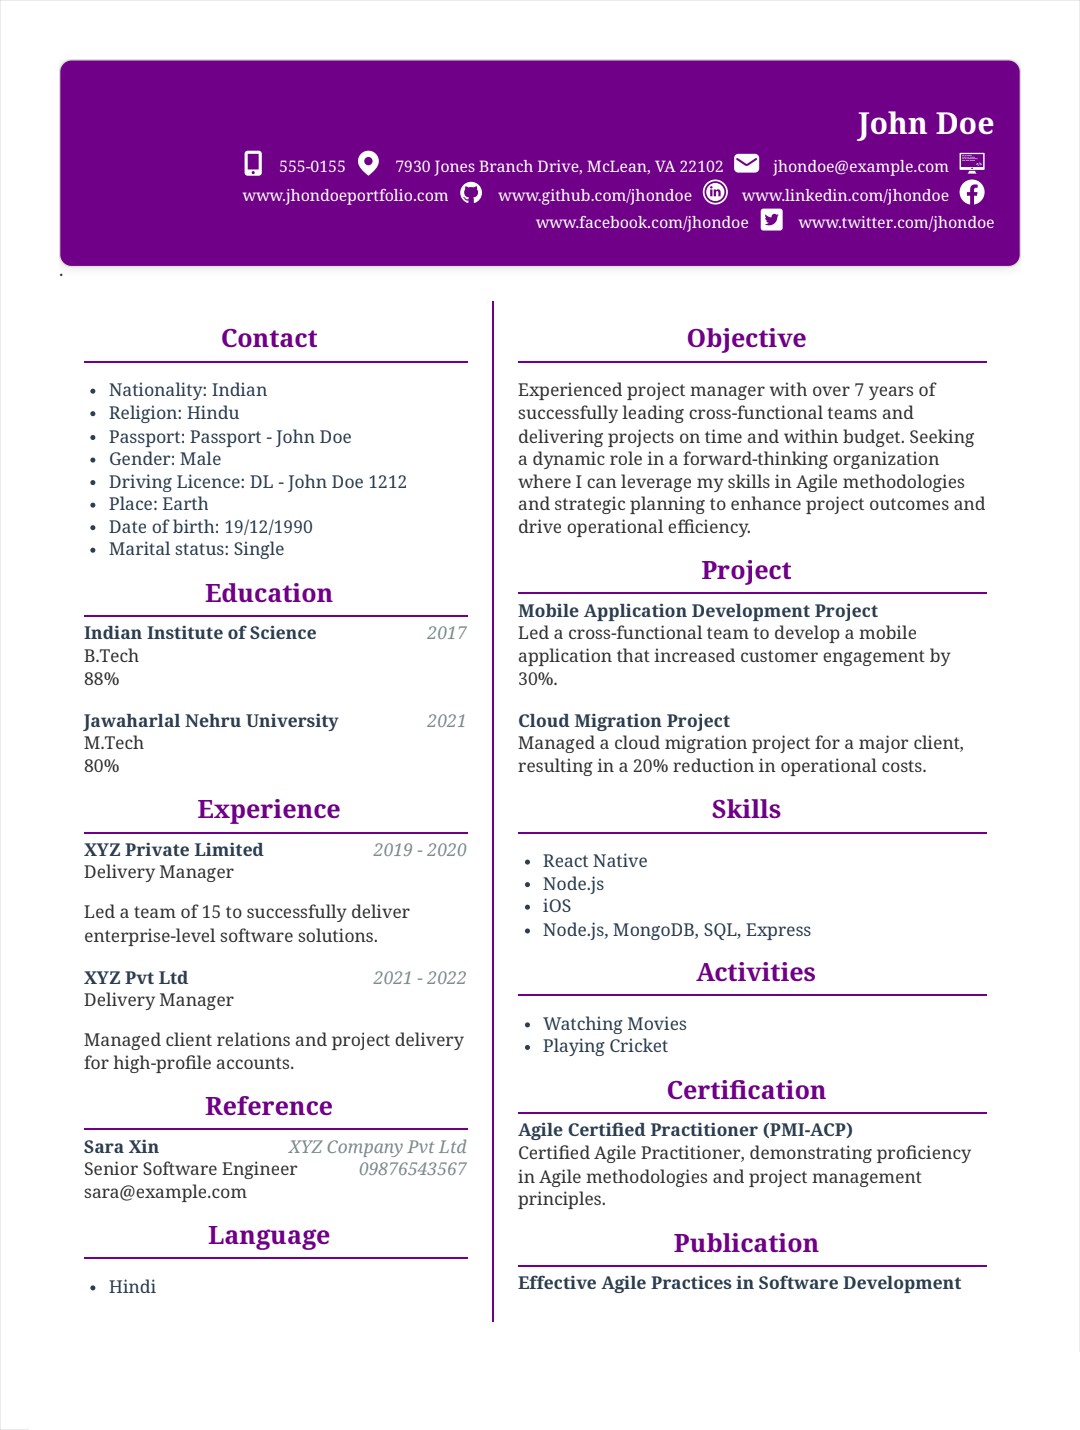 John Doe
555-0155 7930 Jones Branch Drive, McLean, VA 22102 jhondoe@example.com
www.jhondoeportfolio.com www.github.com/jhondoe www.linkedin.com/jhondoe
www.facebook.com/jhondoe www.twitter.com/jhondoe
.
Contact
• Nationality: Indian
• Religion: Hindu
• Passport: Passport - John Doe
• Gender: Male
• Driving Licence: DL - John Doe 1212
• Place: Earth
• Date of birth: 19/12/1990
• Marital status: Single
Education
Indian Institute of Science 2017
B.Tech
88%
Jawaharlal Nehru University 2021
M.Tech
80%
Experience
XYZ Private Limited 2019 - 2020
Delivery Manager
Led a team of 15 to successfully deliver
enterprise-level software solutions.
XYZ Pvt Ltd 2021 - 2022
Delivery Manager
Managed client relations and project delivery
for high-profile accounts.
Reference
Sara Xin XYZ Company Pvt Ltd
Senior Software Engineer 09876543567
sara@example.com
Language
• Hindi
Objective
Experienced project manager with over 7 years of
successfully leading cross-functional teams and
delivering projects on time and within budget. Seeking
a dynamic role in a forward-thinking organization
where I can leverage my skills in Agile methodologies
and strategic planning to enhance project outcomes and
drive operational efficiency.
Project
Mobile Application Development Project
Led a cross-functional team to develop a mobile
application that increased customer engagement by
30%.
Cloud Migration Project
Managed a cloud migration project for a major client,
resulting in a 20% reduction in operational costs.
Skills
• React Native
• Node.js
• iOS
• Node.js, MongoDB, SQL, Express
Activities
• Watching Movies
• Playing Cricket
Certification
Agile Certified Practitioner (PMI-ACP)
Certified Agile Practitioner, demonstrating proficiency
in Agile methodologies and project management
principles.
Publication
Effective Agile Practices in Software Development